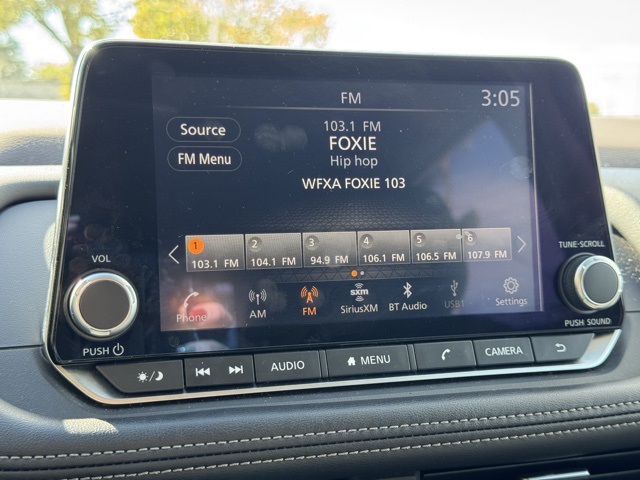 FM
3:05
Source
FM Menu
103.1 FM
FOXIE
Hip hop
WFXA FOXIE 103
1 2 3 4 5 6
103.1 FM 104.1 FM 94.9 FM 106.1 FM 106.5 FM 107.9 FM
Phone AM FM sxm SiriusXM BT Audio USB1 Settings
VOL
PUSH
TUNE-SCROLL
PUSH SOUND
AUDIO MENU CAMERA